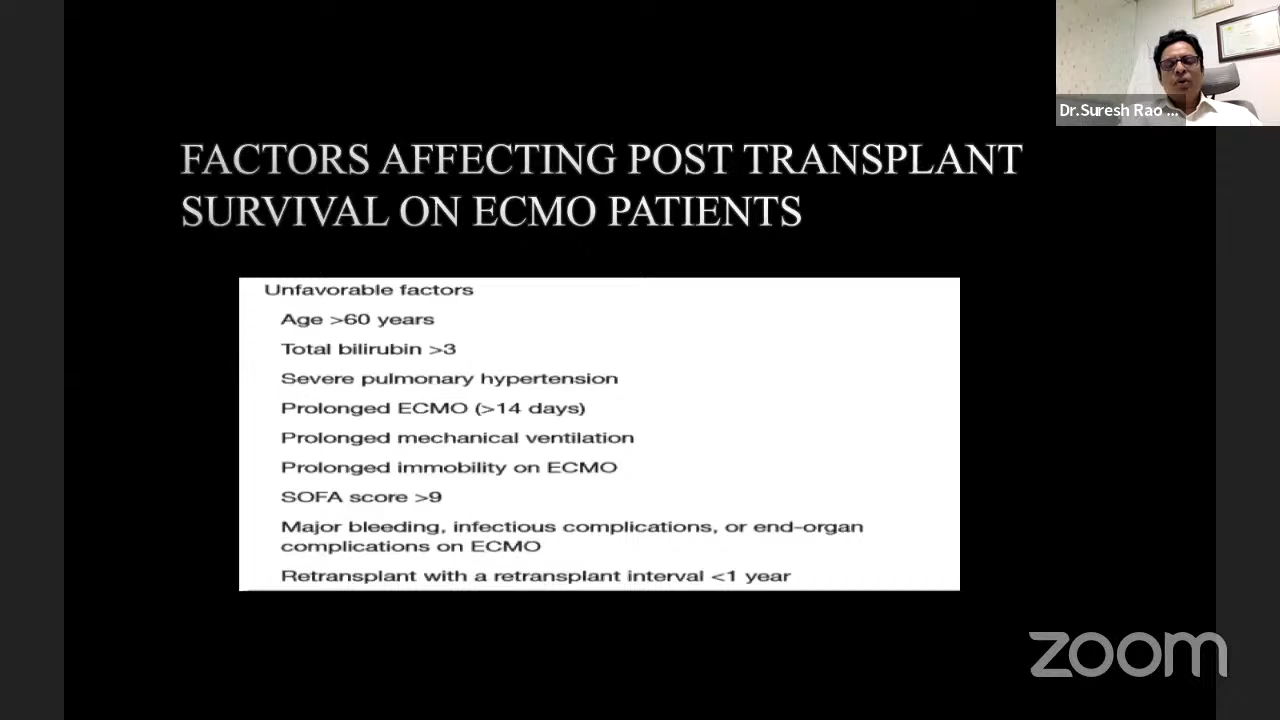 Dr.Suresh Rao ...
FACTORS AFFECTING POST TRANSPLANT
SURVIVAL ON ECMO PATIENTS
Unfavorable factors
Age >60 years
Total bilirubin >3
Severe pulmonary hypertension
Prolonged ECMO (>14 days)
Prolonged mechanical ventilation
Prolonged immobility on ECMO
SOFA score >9
Major bleeding, infectious complications, or end-organ
complications on ECMO
Retransplant with a retransplant interval <1 year
zoom